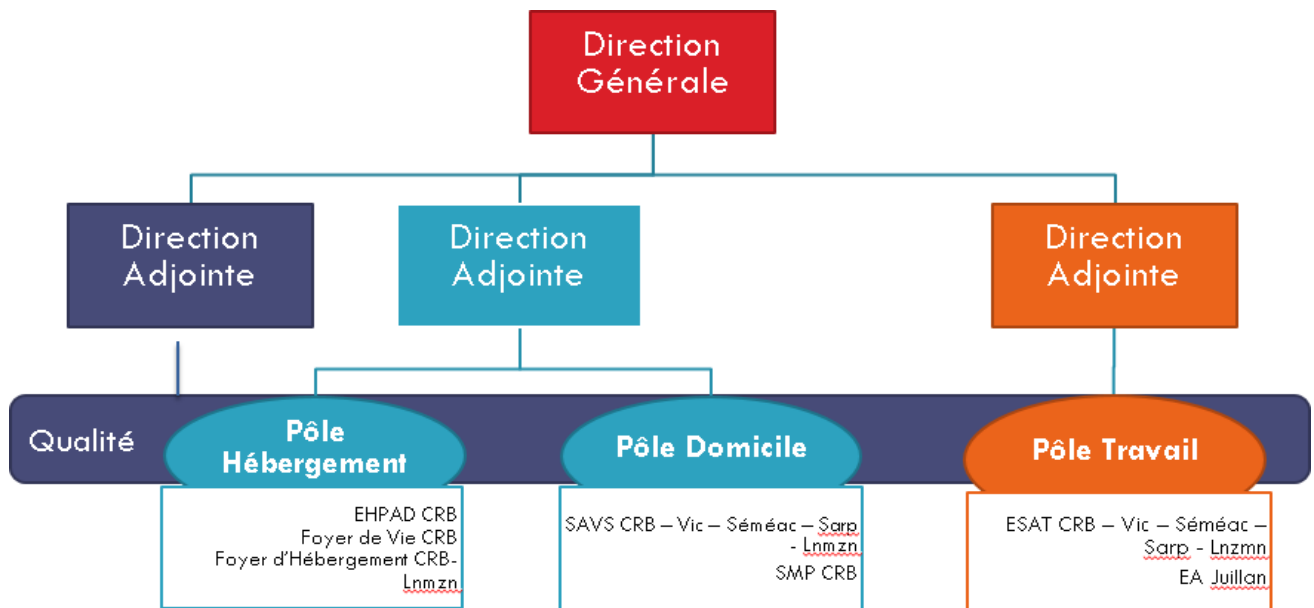 Direction
Générale
Direction
Adjointe
Direction
Adjointe
Direction
Adjointe
Qualité
Pôle
Hébergement
Pôle Domicile
Pôle Travail
EHPAD CRB
Foyer de Vie CRB
Foyer d'Hébergement CRB-
Lnmzn
SAVS CRB – Vic – Séméac – Sarp
- Lnmzn
SMP CRB
ESAT CRB – Vic – Séméac –
Sarp - Lnzmn
EA Juillan